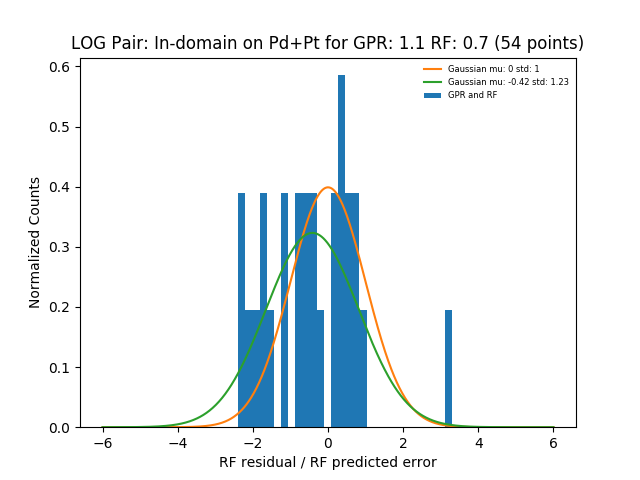 LOG Pair: In-domain on Pd+Pt for GPR: 1.1 RF: 0.7 (54 points)
Gaussian mu: 0 std: 1
Gaussian mu: -0.42 std: 1.23
GPR and RF
Normalized Counts
0.6
0.5
0.4
0.3
0.2
0.1
0.0
−6 −4 −2 0 2 4 6
RF residual / RF predicted error